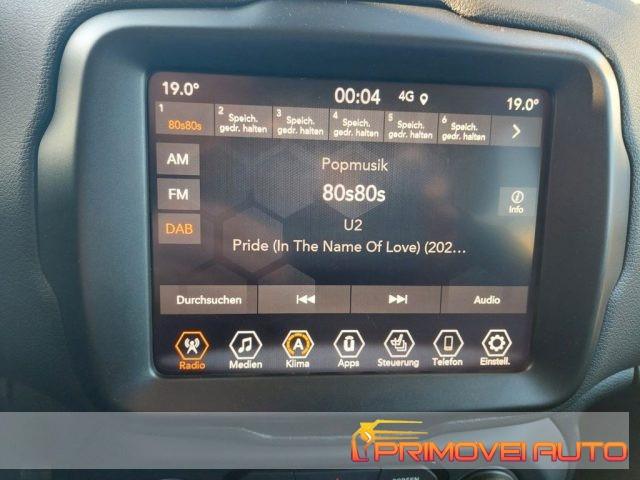 19.0° 00:04 4G 19.0°
1 80s80s 2 Speich. gedr. halten 3 Speich. gedr. halten 4 Speich. gedr. halten 5 Speich. gedr. halten 6 Speich. gedr. halten
AM
Popmusik
FM
80s80s
Info
DAB
U2
Pride (In The Name Of Love) (202...
Durchsuchen Audio
Radio Medien A Klima Apps Steuerung Telefon Einstell.
PRIMOVEI AUTO
SCREEN